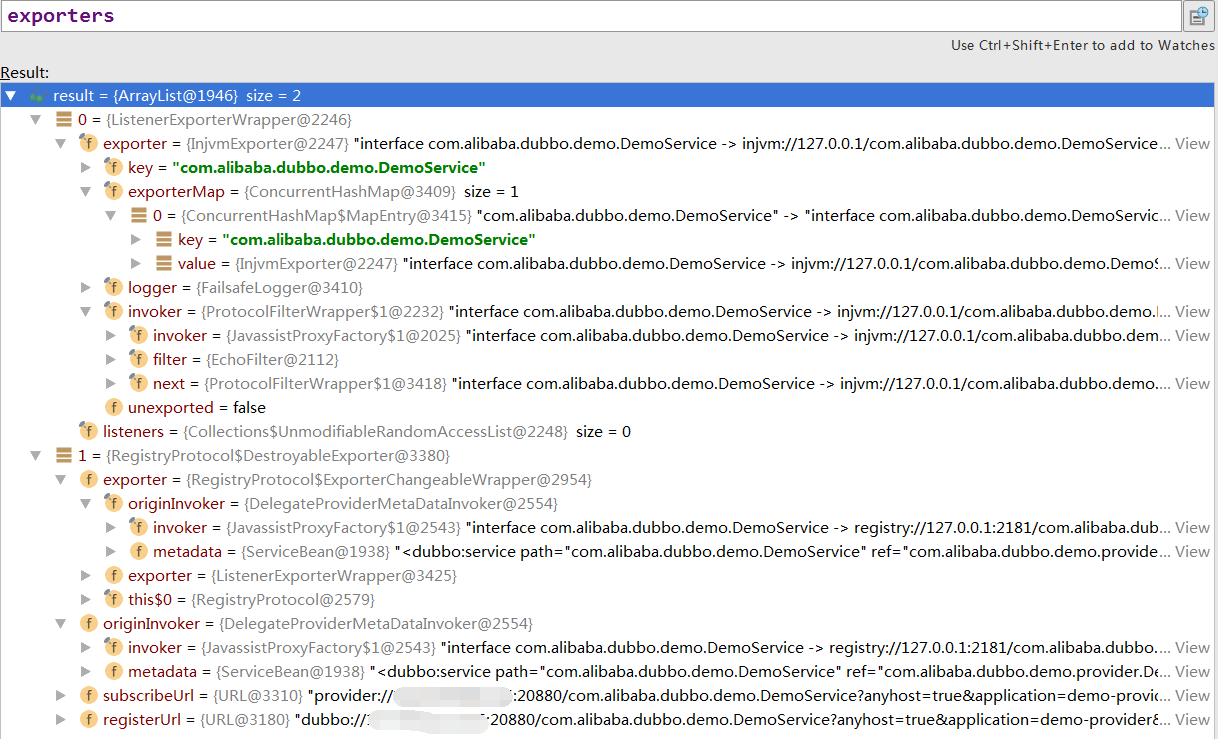 exporters
Use Ctrl+Shift+Enter to add to Watches
Result:
result = {ArrayList@1946} size = 2
0 = {ListenerExporterWrapper@2246}
exporter = {InjvmExporter@2247} "interface com.alibaba.dubbo.demo.DemoService -> injvm://127.0.0.1/com.alibaba.dubbo.demo.DemoService... View
key = "com.alibaba.dubbo.demo.DemoService"
exporterMap = {ConcurrentHashMap@3409} size = 1
0 = {ConcurrentHashMap$MapEntry@3415} "com.alibaba.dubbo.demo.DemoService" -> "interface com.alibaba.dubbo.demo.DemoServic... View
key = "com.alibaba.dubbo.demo.DemoService"
value = {InjvmExporter@2247} "interface com.alibaba.dubbo.demo.DemoService -> injvm://127.0.0.1/com.alibaba.dubbo.demo.DemoS... View
logger = {FailsafeLogger@3410}
invoker = {ProtocolFilterWrapper$1@2232} "interface com.alibaba.dubbo.demo.DemoService -> injvm://127.0.0.1/com.alibaba.dubbo.demo.... View
invoker = {JavassistProxyFactory$1@2025} "interface com.alibaba.dubbo.demo.DemoService -> injvm://127.0.0.1/com.alibaba.dubbo.dem... View
filter = {EchoFilter@2112}
next = {ProtocolFilterWrapper$1@3418} "interface com.alibaba.dubbo.demo.DemoService -> injvm://127.0.0.1/com.alibaba.dubbo.demo.... View
unexported = false
listeners = {Collections$UnmodifiableRandomAccessList@2248} size = 0
1 = {RegistryProtocol$DestroyableExporter@3380}
exporter = {RegistryProtocol$ExporterChangeableWrapper@2954}
originInvoker = {DelegateProviderMetaDataInvoker@2554}
invoker = {JavassistProxyFactory$1@2543} "interface com.alibaba.dubbo.demo.DemoService -> registry://127.0.0.1:2181/com.alibaba.dub... View
metadata = {ServiceBean@1938} "<dubbo:service path="com.alibaba.dubbo.demo.DemoService" ref="com.alibaba.dubbo.demo.provide... View
exporter = {ListenerExporterWrapper@3425}
this$0 = {RegistryProtocol@2579}
originInvoker = {DelegateProviderMetaDataInvoker@2554}
invoker = {JavassistProxyFactory$1@2543} "interface com.alibaba.dubbo.demo.DemoService -> registry://127.0.0.1:2181/com.alibaba.dubbo.... View
metadata = {ServiceBean@1938} "<dubbo:service path="com.alibaba.dubbo.demo.DemoService" ref="com.alibaba.dubbo.demo.provider.De... View
subscribeUrl = {URL@3310} "provider:// :20880/com.alibaba.dubbo.demo.DemoService?anyhost=true&application=demo-provid... View
registerUrl = {URL@3180} "dubbo:// :20880/com.alibaba.dubbo.demo.DemoService?anyhost=true&application=demo-provider&... View